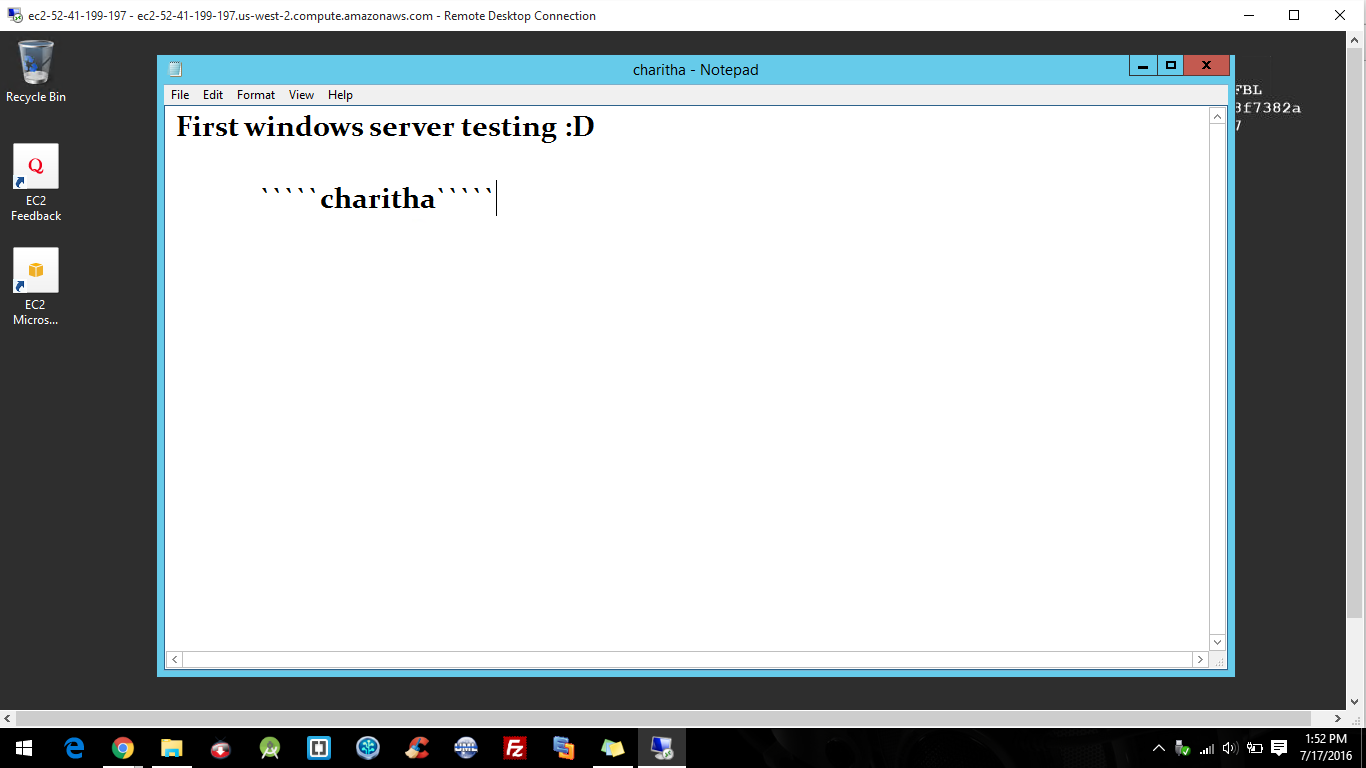 ec2-52-41-199-197 - ec2-52-41-199-197.us-west-2.compute.amazonaws.com - Remote Desktop Connection
Recycle Bin
EC2
Feedback
EC2
Micros...
charitha - Notepad
File Edit Format View Help
First windows server testing :D
`````charitha`````
FBL
3f7382a
7
1:52 PM
7/17/2016